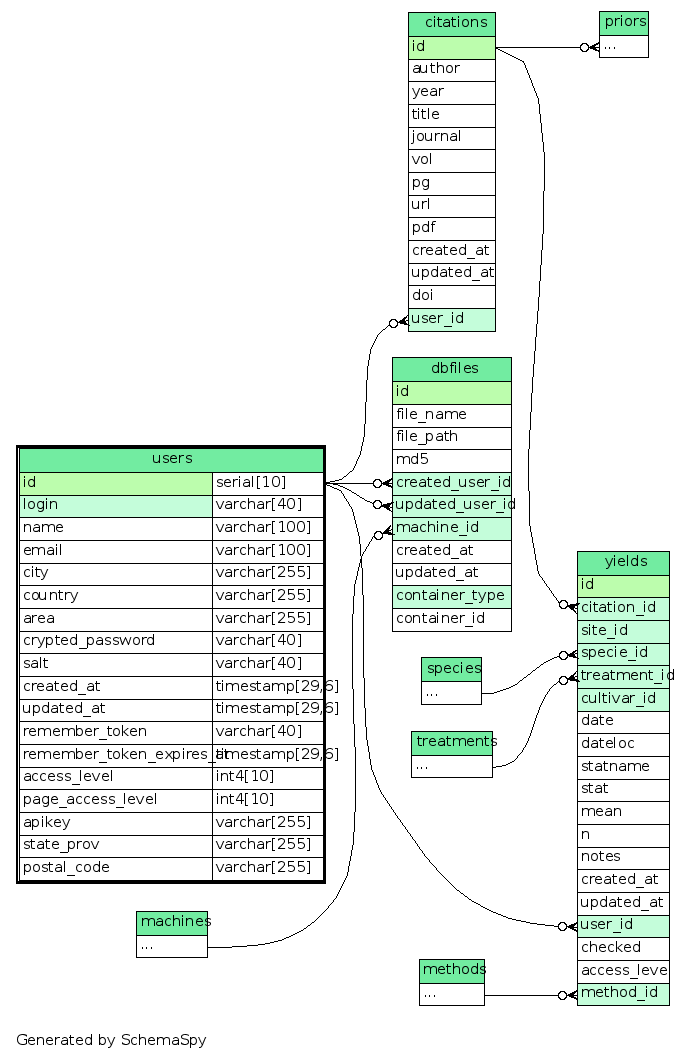 citations
id
author
year
title
journal
vol
pg
url
pdf
created_at
updated_at
doi
user_id
priors
...
dbfiles
id
file_name
file_path
md5
created_user_id
updated_user_id
machine_id
created_at
updated_at
container_type
container_id
users
id serial[10]
login varchar[40]
name varchar[100]
email varchar[100]
city varchar[255]
country varchar[255]
area varchar[255]
crypted_password varchar[40]
salt varchar[40]
created_at timestamp[29,6]
updated_at timestamp[29,6]
remember_token varchar[40]
remember_token_expires_at timestamp[29,6]
access_level int4[10]
page_access_level int4[10]
apikey varchar[255]
state_prov varchar[255]
postal_code varchar[255]
species
...
treatments
...
yields
id
citation_id
site_id
specie_id
treatment_id
cultivar_id
date
dateloc
statname
stat
mean
n
notes
created_at
updated_at
user_id
checked
access_leve
method_id
machines
...
methods
...
Generated by SchemaSpy